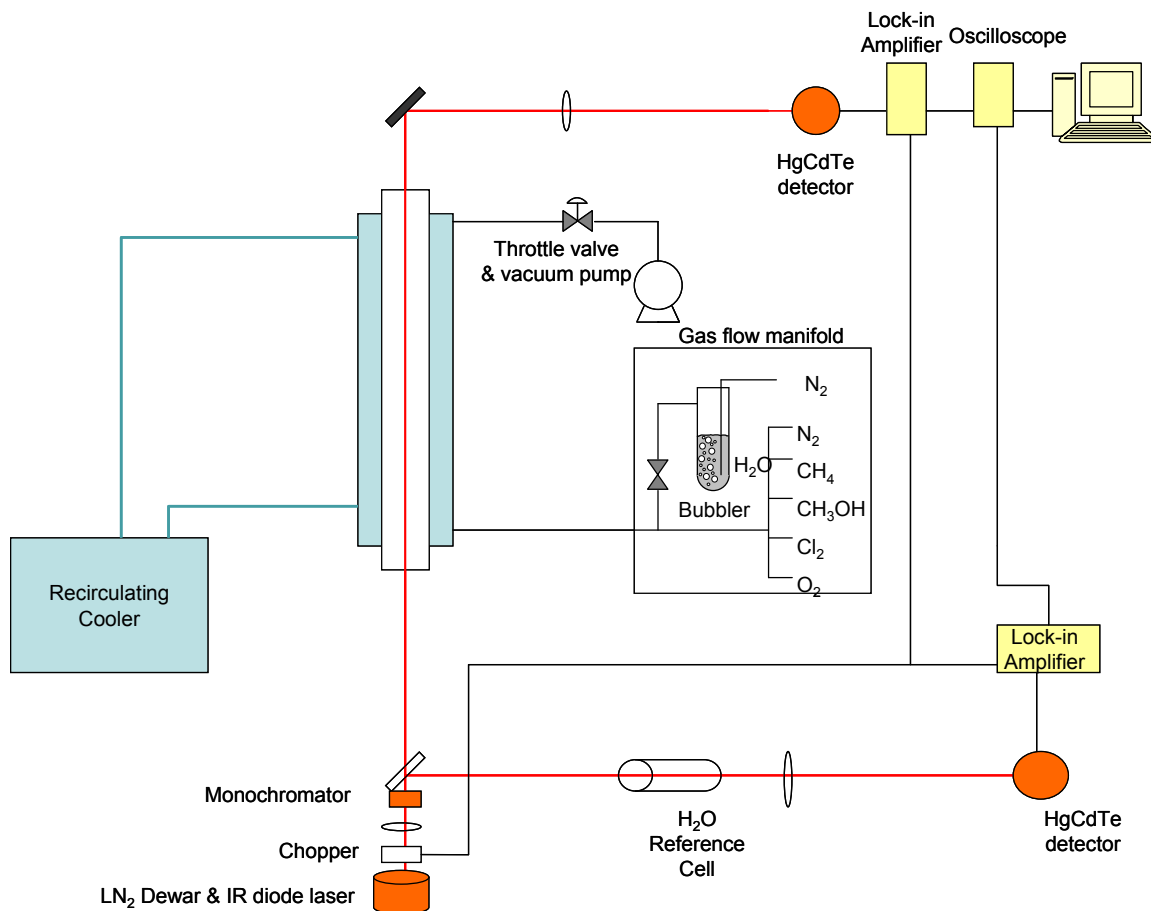 Lock-in
Amplifier
Oscilloscope
HgCdTe
detector
Throttle valve
& vacuum pump
Gas flow manifold
N₂
N₂
H₂O
CH₄
Bubbler
CH₃OH
Cl₂
O₂
Recirculating
Cooler
Lock-in
Amplifier
Monochromator
Chopper
LN₂ Dewar & IR diode laser
H₂O
Reference
Cell
HgCdTe
detector